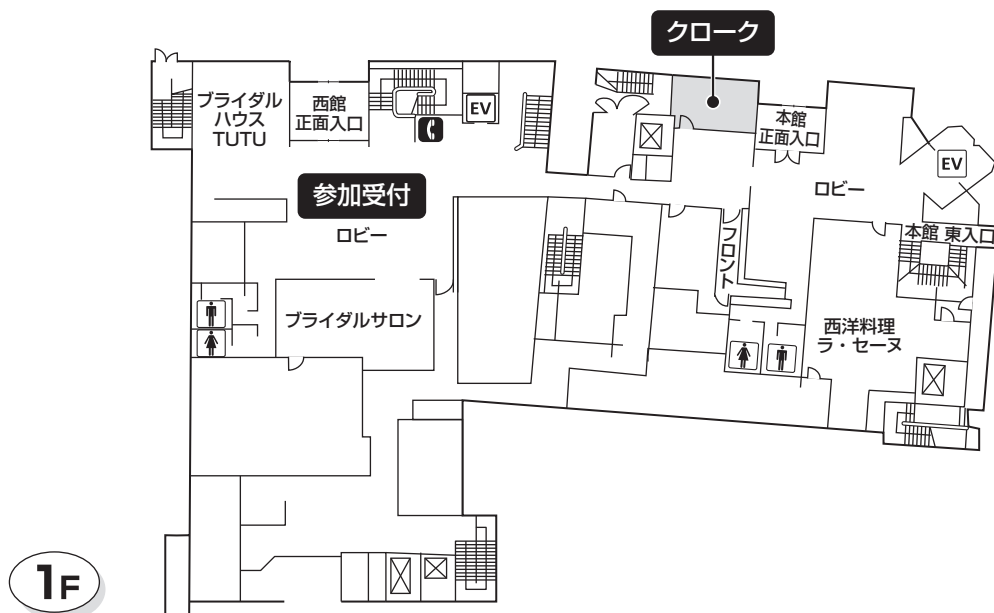 クローク
ブライダル
ハウス
TUTU
西館
正面入口
EV
本館
正面入口
EV
参加受付
ロビー
ロビー
フロント
本館 東入口
ブライダルサロン
西洋料理
ラ・セーヌ
1F